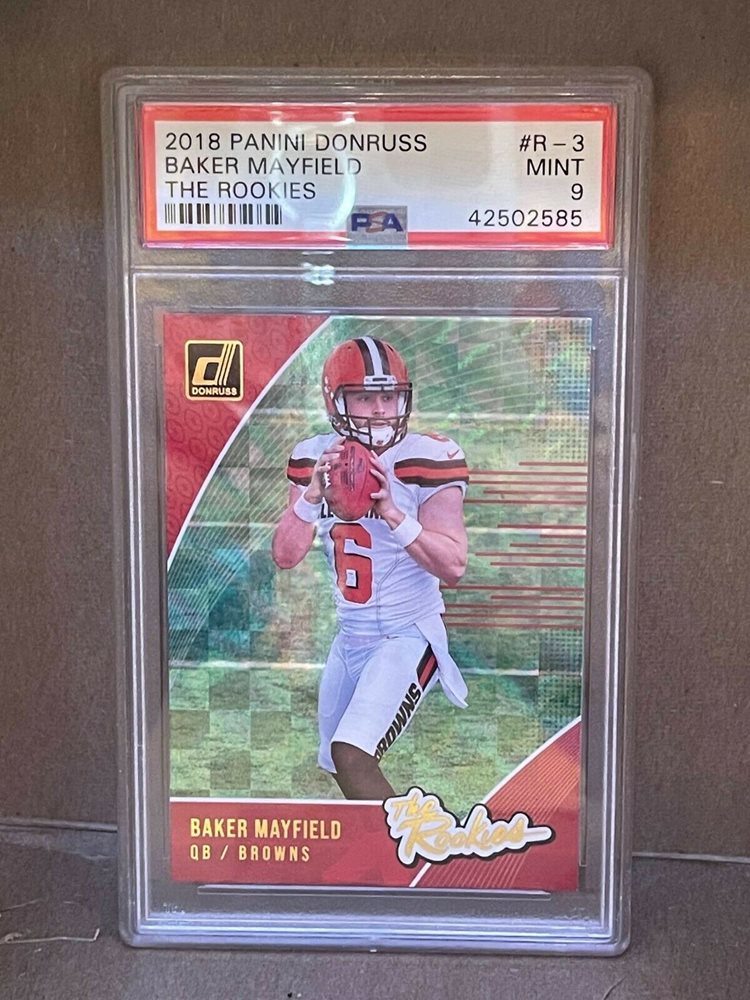 2018 PANINI DONRUSS #R-3
BAKER MAYFIELD MINT
THE ROOKIES 9
PSA 42502585
d
DONRUSS
6
BROWNS
BAKER MAYFIELD
QB / BROWNS
The
Rookies